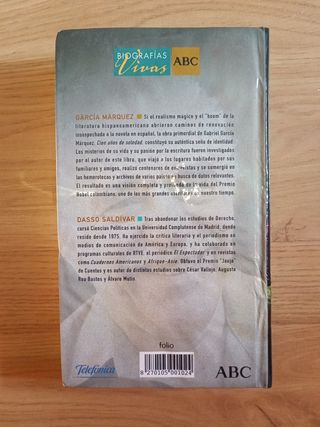 BIOGRAFÍAS
Vivas
ABC
GARCÍA MÁRQUEZ ■ Si el realismo mágico y el "boom" de la
literatura hispanoamericana abrieron caminos de renovación
insospechada a la novela en español, la obra primordial de Gabriel García
Márquez, Cien años de soledad, constituyó su auténtica seña de identidad.
Los misterios de su vida y su pasión por la escritura fueron investigados
por el autor de este libro, que viajó a los lugares habitados por sus
familiares y amigos, realizó centenares de entrevistas y se sumergió en
las hemerotecas y archivos de varios países en busca de datos relevantes.
El resultado es una visión completa y profunda de la vida del Premio
Nobel colombiano, uno de los más grandes escritores de nuestro tiempo.
DASSO SALDÍVAR ■ Tras abandonar los estudios de Derecho,
cursó Ciencias Políticas en la Universidad Complutense de Madrid, donde
reside desde 1975. Ha ejercido la crítica literaria y el periodismo en
medios de comunicación de América y Europa, y ha colaborado en
programas culturales de RTVE, el periódico El Espectador y en revistas
como Cuadernos Americanos y Afrique-Asie. Obtuvo el Premio "Jauja"
de Cuentos y es autor de distintos estudios sobre César Vallejo, Augusto
Roa Bastos y Álvaro Mutis.
folio
Telefónica
8 270105 001024
ABC